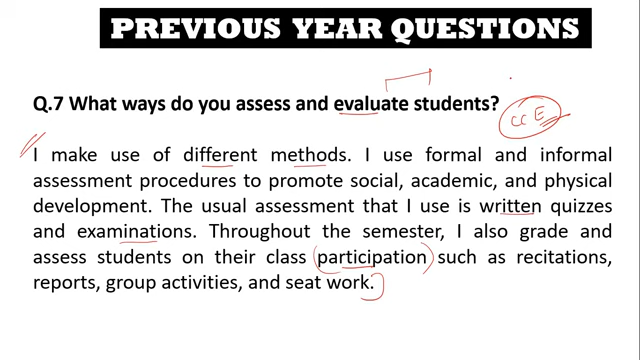 PREVIOUS YEAR QUESTIONS
Q.7 What ways do you assess and evaluate students?
CCE
I make use of different methods. I use formal and informal
assessment procedures to promote social, academic, and physical
development. The usual assessment that I use is written quizzes
and examinations. Throughout the semester, I also grade and
assess students on their class participation such as recitations,
reports, group activities, and seat work.